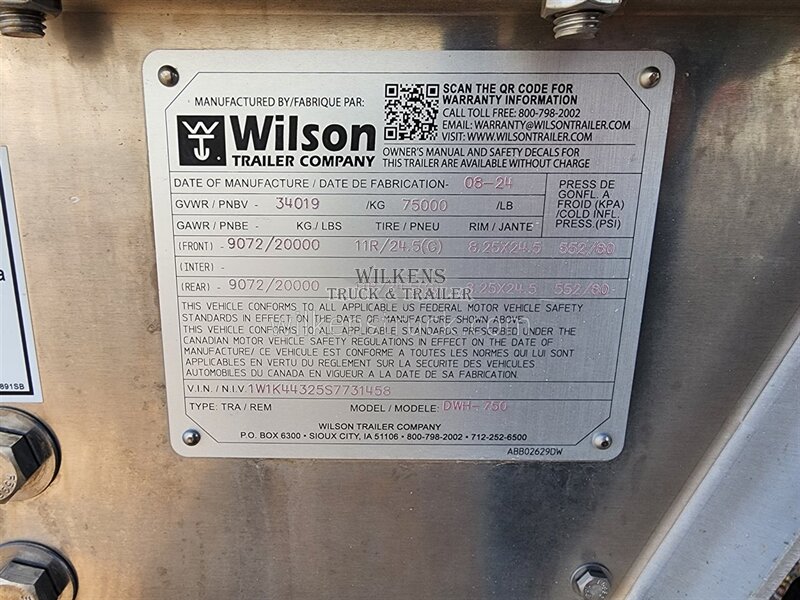 MANUFACTURED BY/FABRIQUE PAR:
Wilson
TRAILER COMPANY
SCAN THE QR CODE FOR
WARRANTY INFORMATION
CALL TOLL FREE: 800-798-2002
EMAIL: WARRANTY@WILSONTRAILER.COM
VISIT: WWW.WILSONTRAILER.COM
OWNER'S MANUAL AND SAFETY DECALS FOR
THIS TRAILER ARE AVAILABLE WITHOUT CHARGE
DATE OF MANUFACTURE / DATE DE FABRICATION- 08-24
GVWR / PNBV - 34019 /KG 75000 /LB
PRESS DE
GONFL. A
FROID (KPA)
/COLD INFL.
PRESS.(PSI)
GAWR / PNBV - KG / LBS TIRE / PNEU RIM / JANTE
(FRONT) - 9072/20000 11R/24.5(G) 8.25X24.5 552/80
(INTER) -
(REAR) - 9072/20000 8.25X24.5 552/80
WILKENS
TRUCK & TRAILER
THIS VEHICLE CONFORMS TO ALL APPLICABLE US FEDERAL MOTOR VEHICLE SAFETY
STANDARDS IN EFFECT ON THE DATE OF MANUFACTURE SHOWN ABOVE.
THIS VEHICLE CONFORMS TO ALL APPLICABLE STANDARDS PRESCRIBED UNDER THE
CANADIAN MOTOR VEHICLE SAFETY REGULATIONS IN EFFECT ON THE DATE OF
MANUFACTURE/ CE VEHICULE EST CONFORME A TOUTES LES NORMES QUI LUI SONT
APPLICABLES EN VERTU DU REGLEMENT SUR LA SECURITE DES VEHICULES
AUTOMOBILES DU CANADA EN VIGUEUR A LA DATE DE SA FABRICATION.
V.I.N. / N.I.V. 1W1K44325S7731458
TYPE: TRA / REM MODEL / MODELE: DWH-750
WILSON TRAILER COMPANY
P.O. BOX 6300 • SIOUX CITY, IA 51106 • 800-798-2002 • 712-252-6500
ABB02629DW
a
891SB